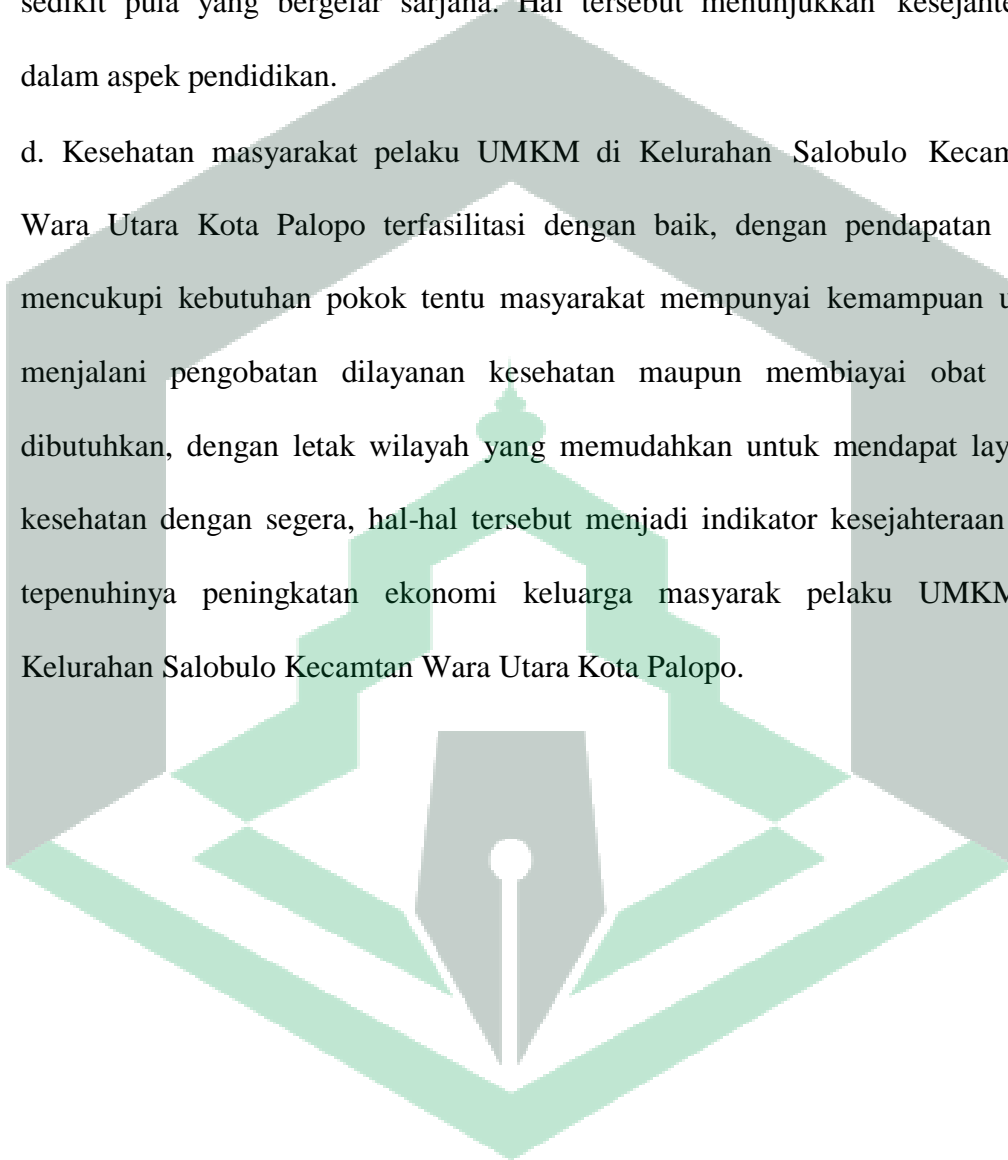 sedikit pula yang bergelar sarjana. Hal tersebut menunjukkan
dalam aspek pendidikan.
d. Kesehatan masyarakat pelaku UMKM di Kelurahan Salobulo
Wara Utara Kota Palopo terfasilitasi dengan baik, dengan pendapatan
mencukupi kebutuhan pokok tentu masyarakat mempunyai kemampuan
menjalani pengobatan dilayanan kesehatan maupun membiayai obat
dibutuhkan, dengan letak wilayah yang memudahkan untuk mendapat
kesehatan dengan segera, hal-hal tersebut menjadi indikator kesejahteraan
tepenuhinya peningkatan ekonomi keluarga masyarak pelaku UMKM
Kelurahan Salobulo Kecamtan Wara Utara Kota Palopo.